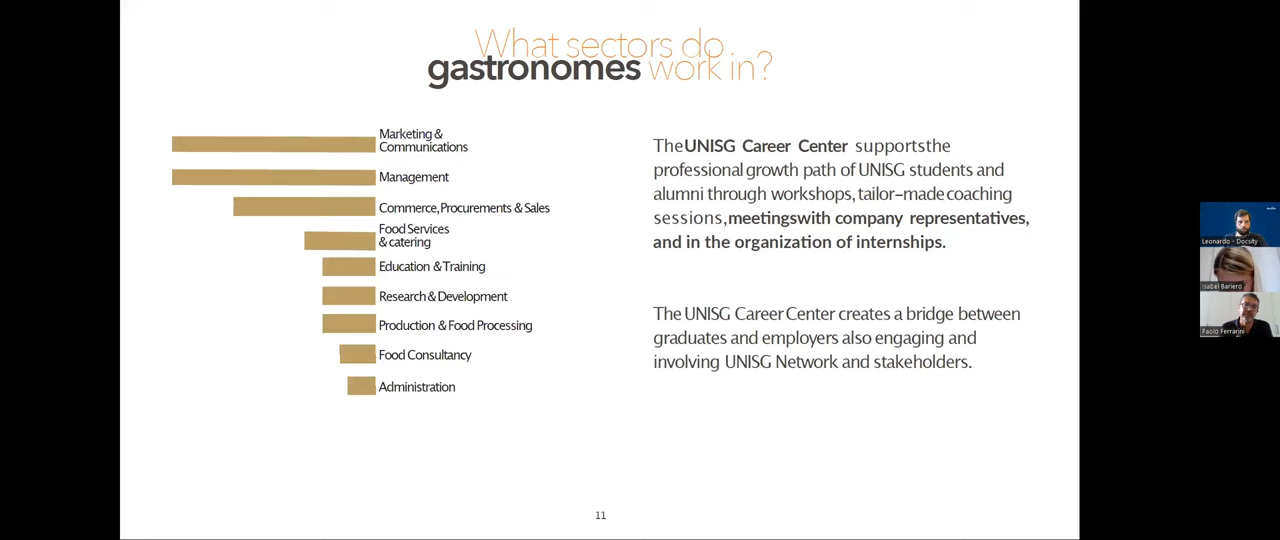 What sectors do
gastronomes work in?
Marketing &
Communications
Management
Commerce, Procurements & Sales
Food Services
& catering
Education & Training
Research & Development
Production & Food Processing
Food Consultancy
Administration
The UNISG Career Center supportsthe
professional growth path of UNISG students and
alumni through workshops, tailor-made coaching
sessions, meetingswith company representatives,
and in the organization of internships.
The UNISG Career Center creates a bridge between
graduates and employers also engaging and
involving UNISG Network and stakeholders.
11
Leonardo - Docsity
Isabel Bariero
Paolo Ferrarini